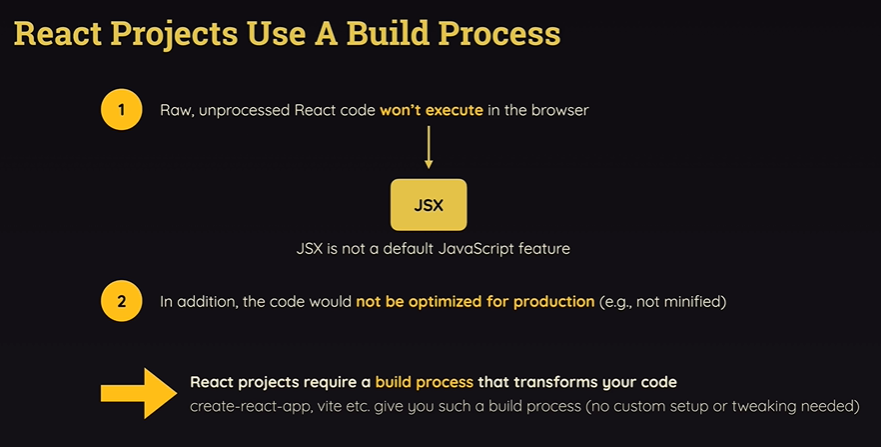 React Projects Use A Build Process
1
Raw, unprocessed React code won't execute in the browser
JSX
JSX is not a default JavaScript feature
2
In addition, the code would not be optimized for production (e.g., not minified)
React projects require a build process that transforms your code
create-react-app, vite etc. give you such a build process (no custom setup or tweaking needed)